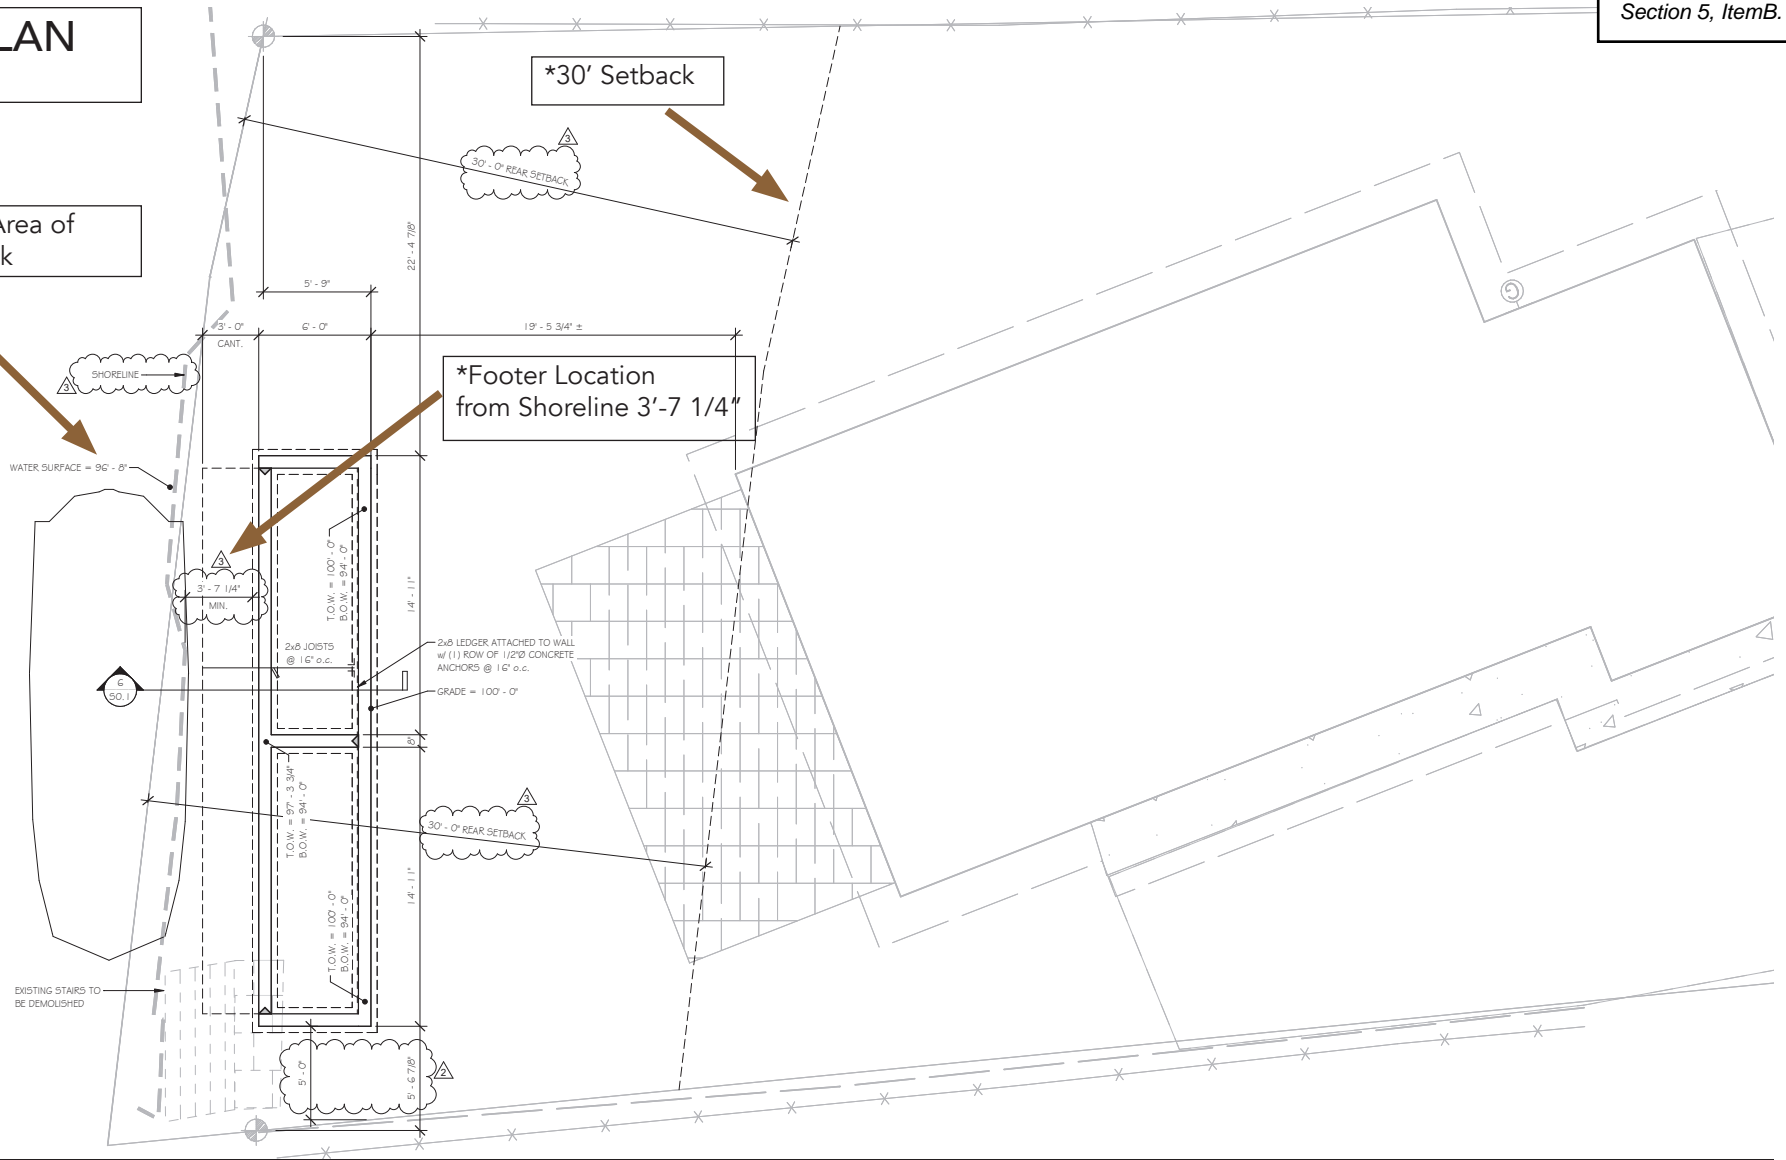 LAN
Section 5, ItemB.
*30' Setback
3
30' - 0" REAR SETBACK
Area of
k
22' - 4 7/8"
5' - 9"
3' - 0"
CANT.
6' - 0"
19' - 5 3/4" ±
SHORELINE
3
*Footer Location
from Shoreline 3'-7 1/4"
WATER SURFACE = 96' - 8"
3
3' - 7 1/4"
MIN.
T.O.W. = 100' - 0"
B.O.W. = 94' - 0"
14' - 11"
2x8 JOISTS
@ 16" o.c.
2x8 LEDGER ATTACHED TO WALL
w/ (1) ROW OF 1/2"Ø CONCRETE
ANCHORS @ 16" o.c.
GRADE = 100' - 0"
6
S0.1
8"
T.O.W. = 97' - 3 3/4"
B.O.W. = 94' - 0"
3
30' - 0" REAR SETBACK
14' - 11"
T.O.W. = 100' - 0"
B.O.W. = 94' - 0"
EXISTING STAIRS TO
BE DEMOLISHED
5' - 0"
5' - 6 7/8"
2
G